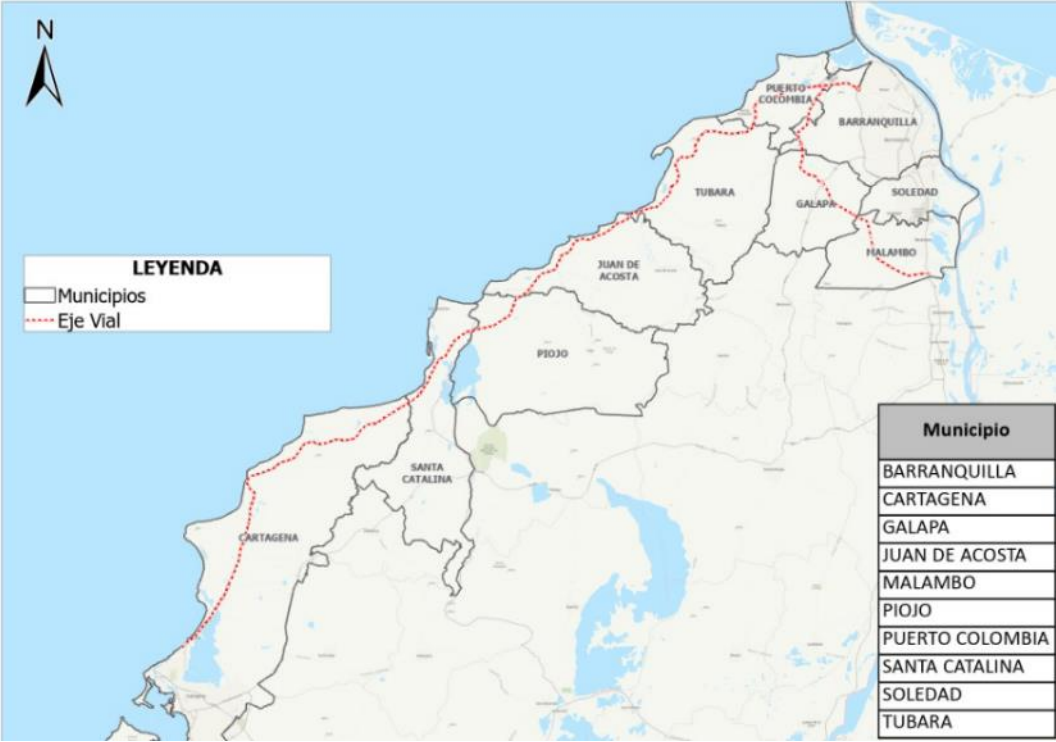 N
PUERTO
COLOMBIA
BARRANQUILLA
TUBARA
GALAPA
SOLEDAD
MALAMBO
JUAN DE
ACOSTA
PIOJO
SANTA
CATALINA
CARTAGENA
LEYENDA
Municipios
Eje Vial
Municipio
BARRANQUILLA
CARTAGENA
GALAPA
JUAN DE ACOSTA
MALAMBO
PIOJO
PUERTO COLOMBIA
SANTA CATALINA
SOLEDAD
TUBARA